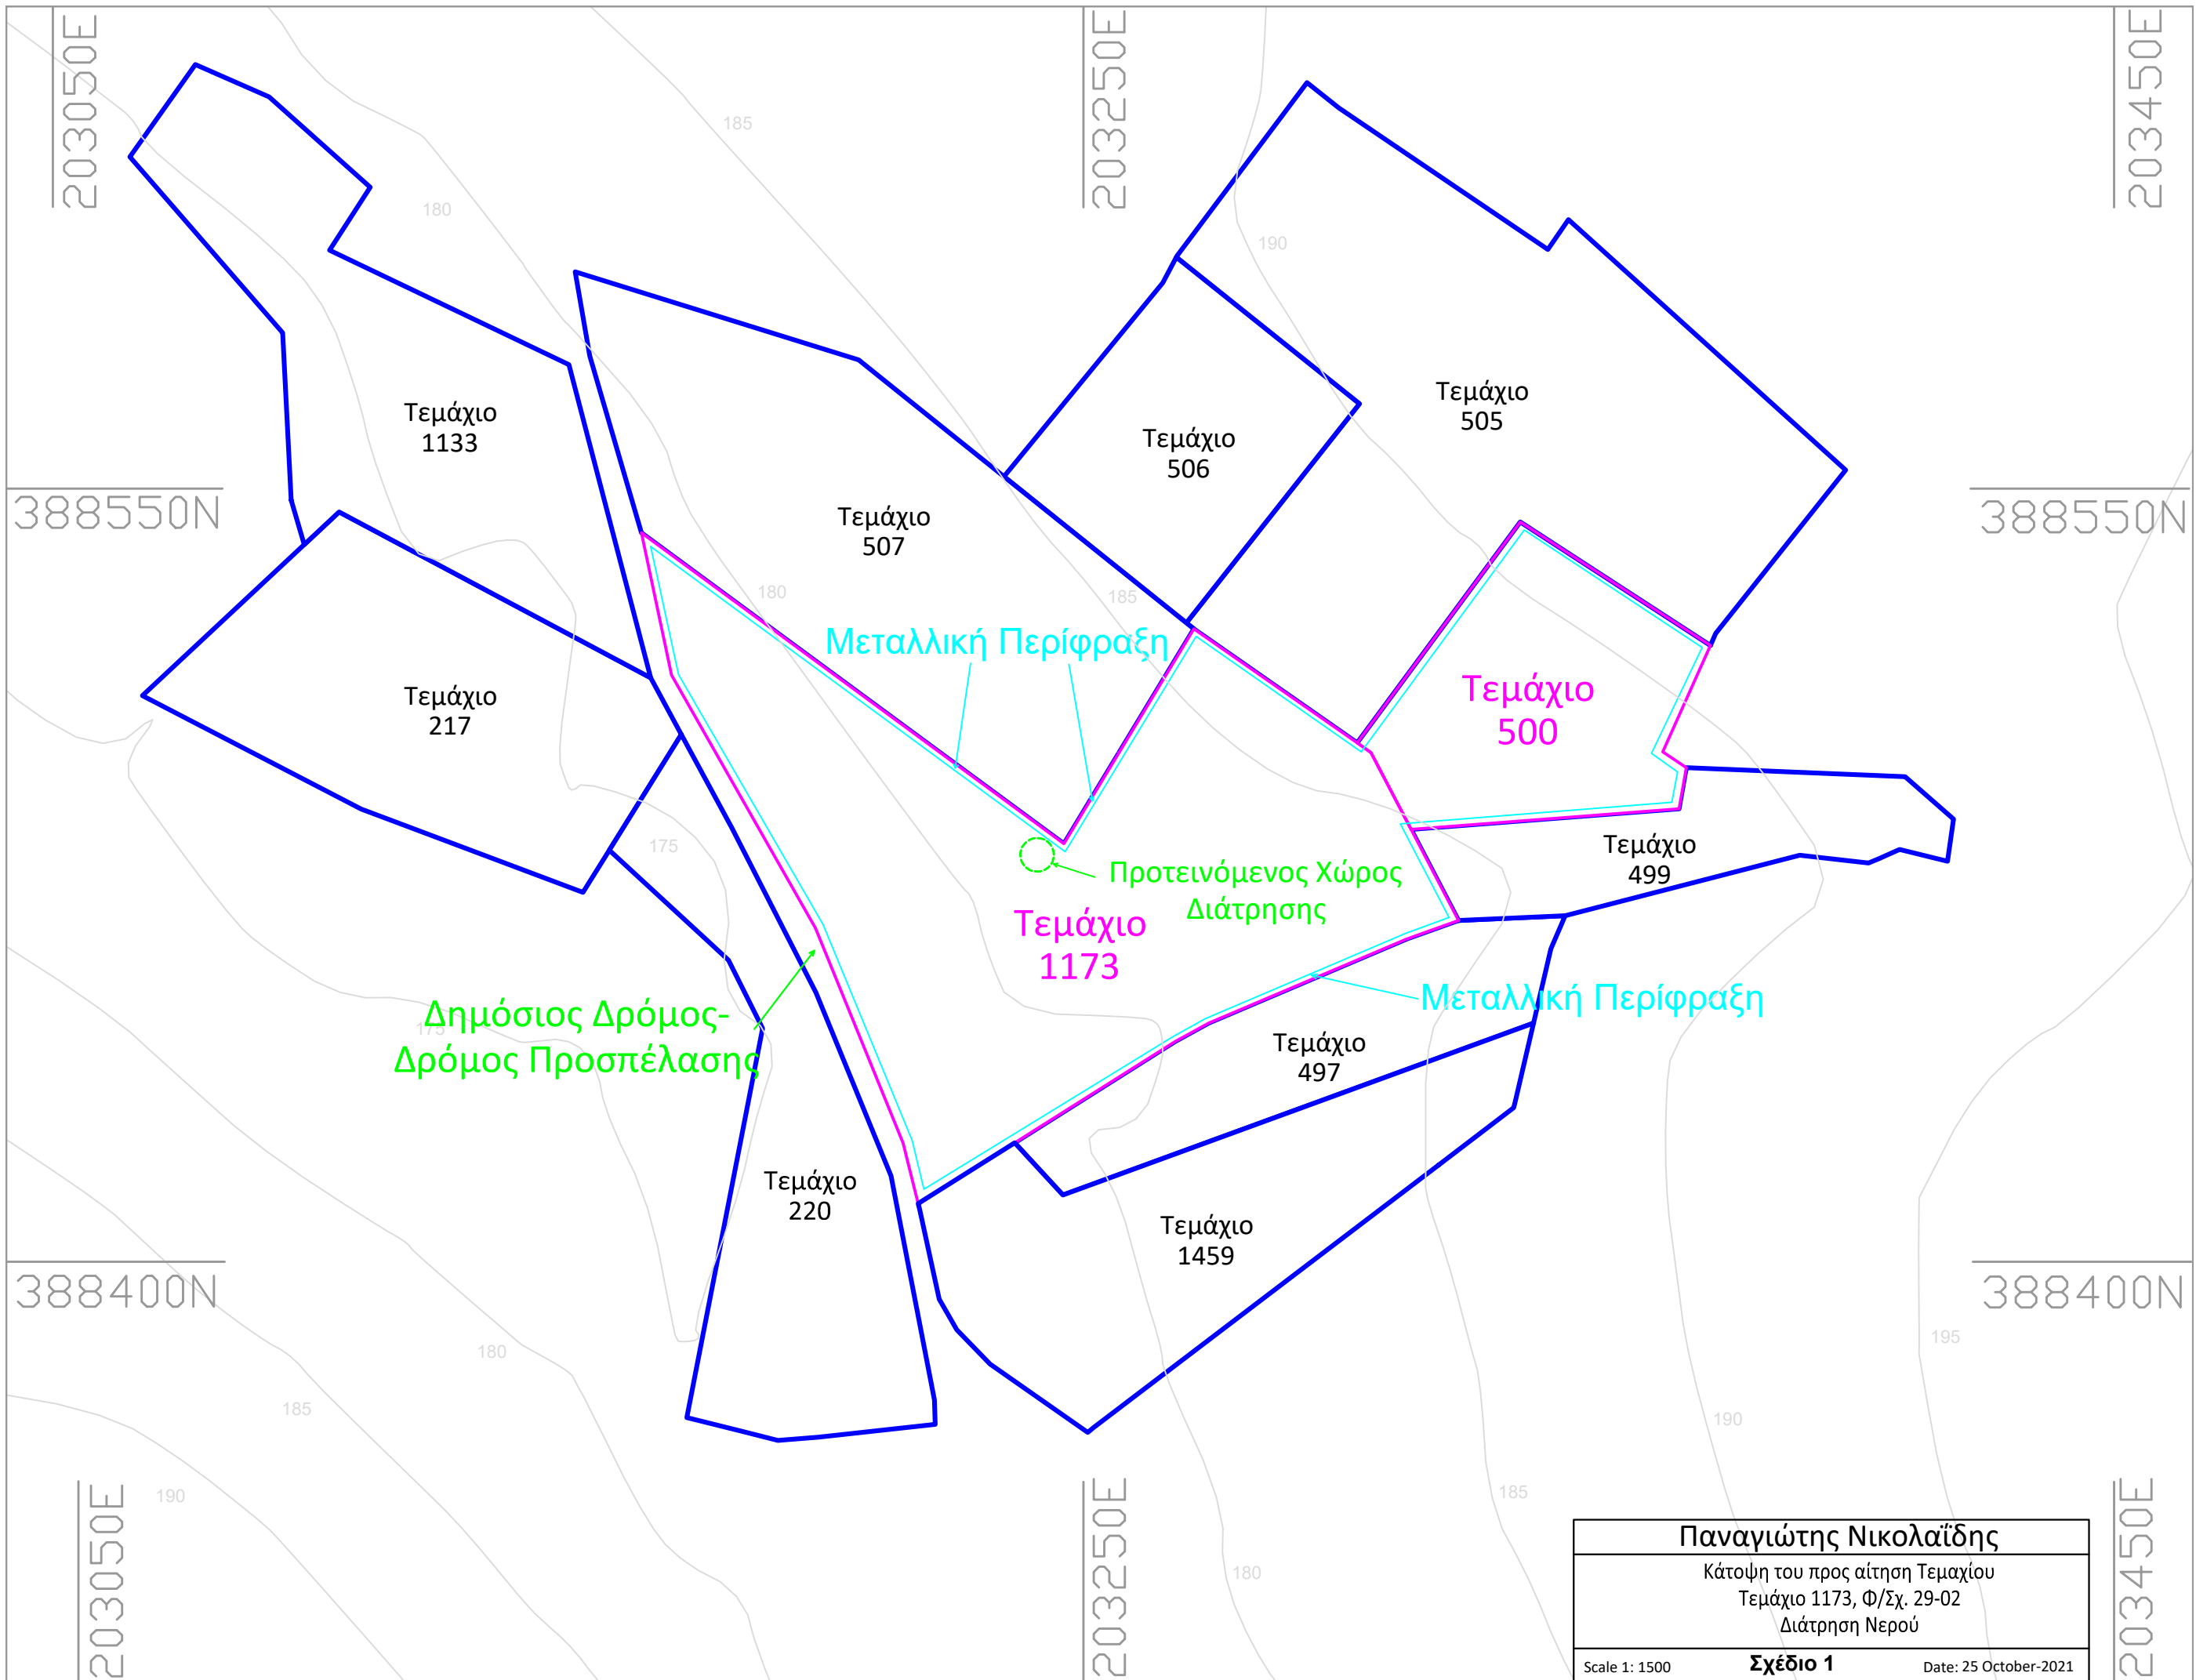 203050E
203250E
203450E
185
180
190
Τεμάχιο
505
Τεμάχιο
1133
Τεμάχιο
506
388550N
388550N
Τεμάχιο
507
180
185
Μεταλλική Περίφραξη
Τεμάχιο
500
Τεμάχιο
217
175
Τεμάχιο
499
Προτεινόμενος Χώρος
Διάτρησης
Τεμάχιο
1173
Μεταλλική Περίφραξη
Δημόσιος Δρόμος-
175
Δρόμος Προσπέλασης
Τεμάχιο
497
Τεμάχιο
220
Τεμάχιο
1459
388400N
388400N
195
180
185
190
190
185
180
203050E
203250E
203450E
Παναγιώτης Νικολαϊδης
Κάτοψη του προς αίτηση Τεμαχίου
Τεμάχιο 1173, Φ/Σχ. 29-02
Διάτρηση Νερού
Scale 1: 1500 Σχέδιο 1 Date: 25 October-2021